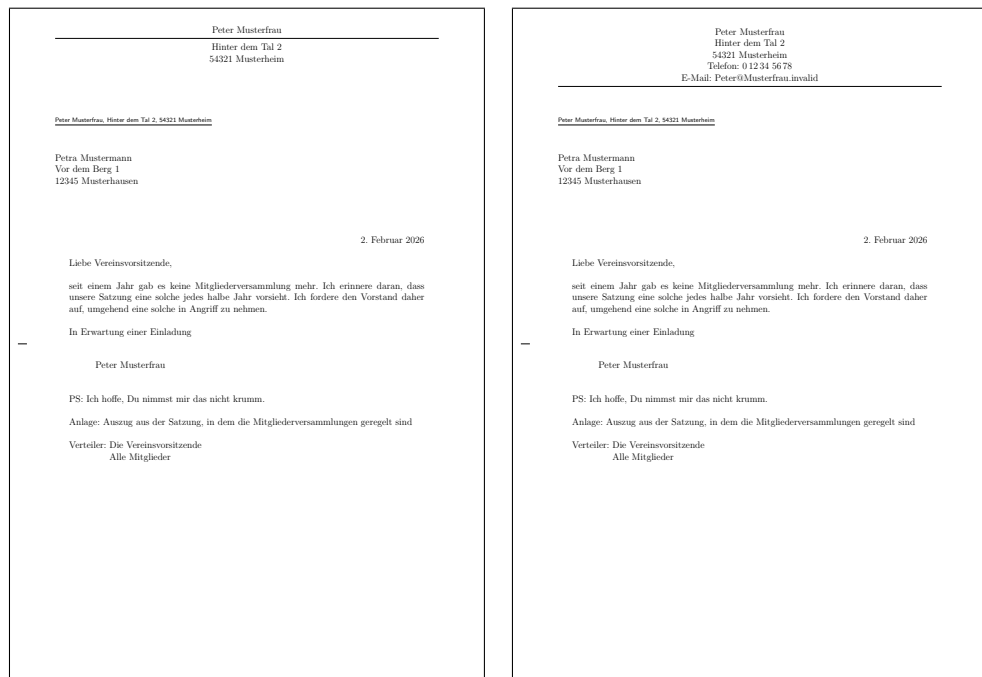 Peter Musterfrau
Hinter dem Tal 2
54321 Musterheim
Peter Musterfrau, Hinter dem Tal 2, 54321 Musterheim
Petra Mustermann
Vor dem Berg 1
12345 Musterhausen
2. Februar 2026
Liebe Vereinsvorsitzende,
seit einem Jahr gab es keine Mitgliederversammlung mehr. Ich erinnere daran, dass
unsere Satzung eine solche jedes halbe Jahr vorsieht. Ich fordere den Vorstand daher
auf, umgehend eine solche in Angriff zu nehmen.
In Erwartung einer Einladung
Peter Musterfrau
PS: Ich hoffe, Du nimmst mir das nicht krumm.
Anlage: Auszug aus der Satzung, in dem die Mitgliederversammlungen geregelt sind
Verteiler: Die Vereinsvorsitzende
Alle Mitglieder
Peter Musterfrau
Hinter dem Tal 2
54321 Musterheim
Telefon: 0 12 34 56 78
E-Mail: Peter@Musterfrau.invalid
Peter Musterfrau, Hinter dem Tal 2, 54321 Musterheim
Petra Mustermann
Vor dem Berg 1
12345 Musterhausen
2. Februar 2026
Liebe Vereinsvorsitzende,
seit einem Jahr gab es keine Mitgliederversammlung mehr. Ich erinnere daran, dass
unsere Satzung eine solche jedes halbe Jahr vorsieht. Ich fordere den Vorstand daher
auf, umgehend eine solche in Angriff zu nehmen.
In Erwartung einer Einladung
Peter Musterfrau
PS: Ich hoffe, Du nimmst mir das nicht krumm.
Anlage: Auszug aus der Satzung, in dem die Mitgliederversammlungen geregelt sind
Verteiler: Die Vereinsvorsitzende
Alle Mitglieder